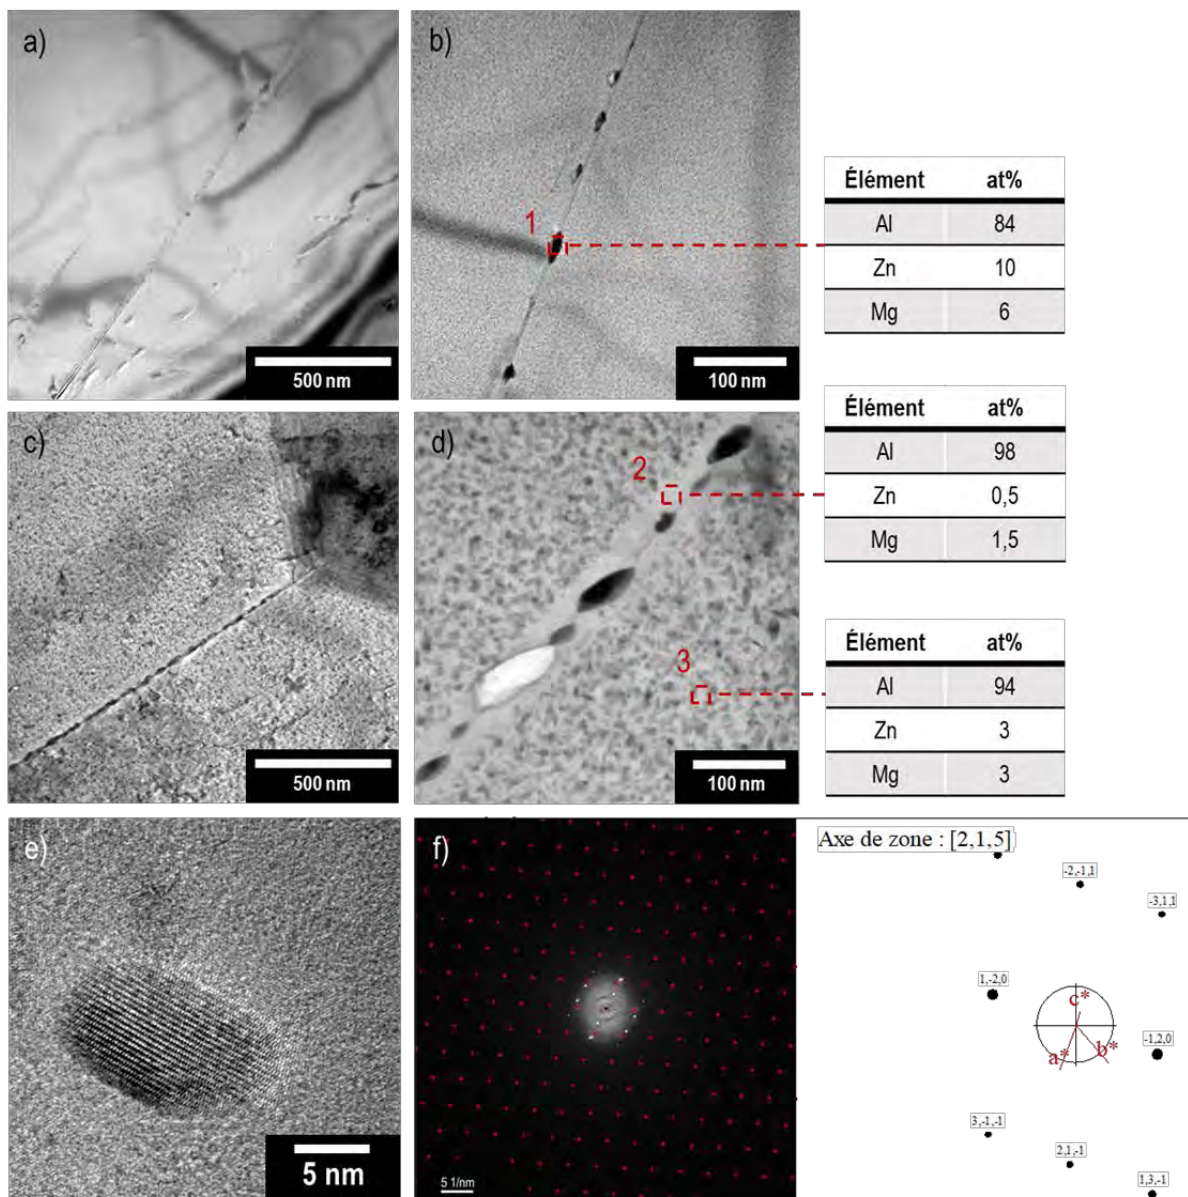 a)
500 nm
b)
1
100 nm
Élément at%
Al 84
Zn 10
Mg 6
c)
500 nm
d)
2
3
100 nm
Élément at%
Al 98
Zn 0,5
Mg 1,5
Élément at%
Al 94
Zn 3
Mg 3
e)
5 nm
f)
5 1/nm
Axe de zone : [2,1,5]
-2,-1,1
-3,1,1
1,-2,0
c*
a* b*
-1,2,0
3,-1,-1
2,1,-1
1,3,-1